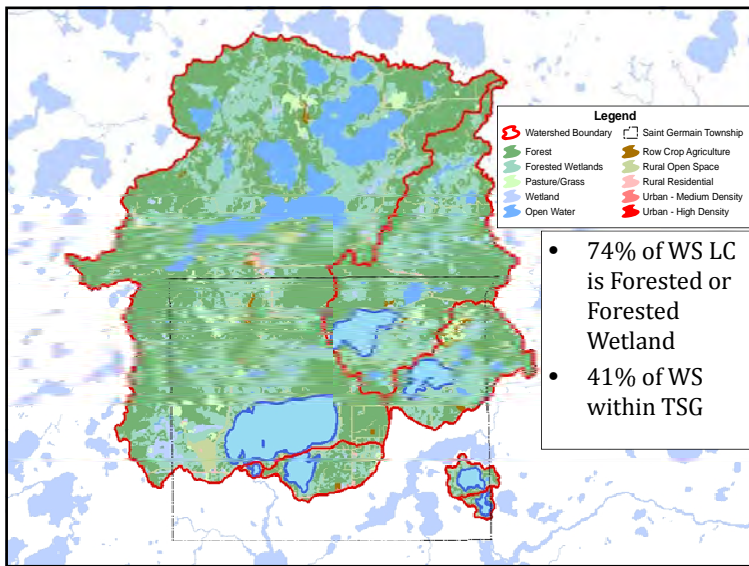 Legend
Watershed Boundary
Saint Germain Township
Forest
Row Crop Agriculture
Forested Wetlands
Rural Open Space
Pasture/Grass
Rural Residential
Wetland
Urban - Medium Density
Open Water
Urban - High Density
• 74% of WS LC
is Forested or
Forested
Wetland
• 41% of WS
within TSG